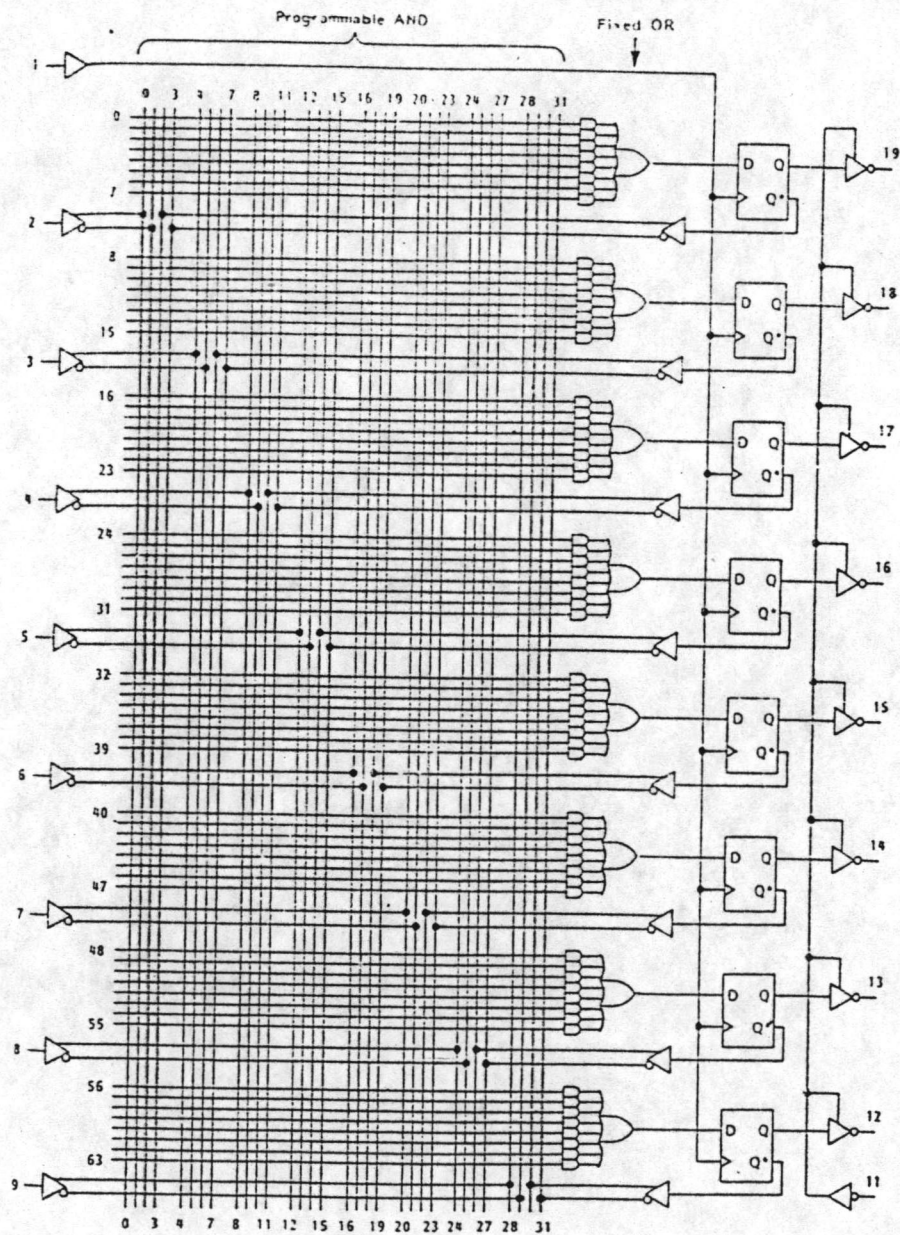 Programmable AND
Fixed OR
1
0 3 4 7 8 11 12 15 16 19 20 23 24 27 28 31
0
D Q
19
7
Q*
2
8
D Q
18
15
Q*
3
16
D Q
17
23
Q*
4
24
D Q
16
31
Q*
5
32
D Q
15
39
Q*
6
40
D Q
14
47
Q*
7
48
D Q
13
55
Q*
8
56
D Q
12
63
Q*
9
11
0 3 4 7 8 11 12 15 16 19 20 23 24 27 28 31